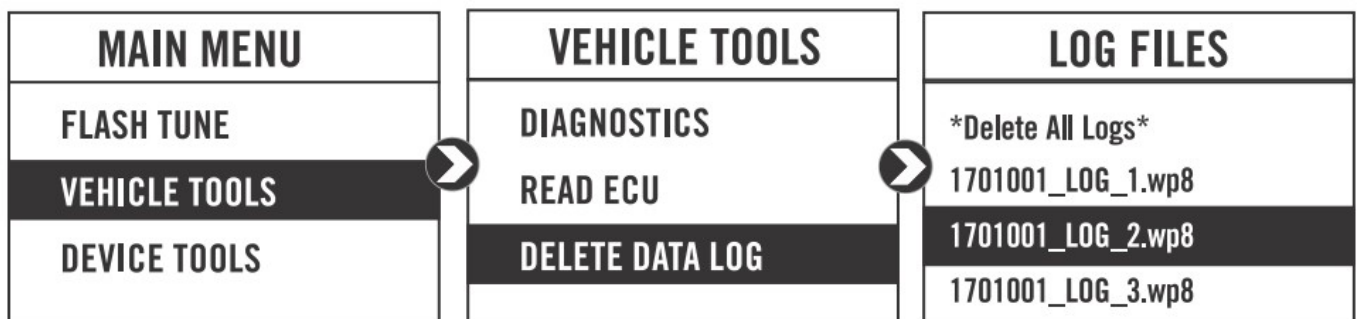 MAIN MENU
FLASH TUNE
VEHICLE TOOLS
DEVICE TOOLS
VEHICLE TOOLS
DIAGNOSTICS
READ ECU
DELETE DATA LOG
LOG FILES
*Delete All Logs*
1701001_LOG_1.wp8
1701001_LOG_2.wp8
1701001_LOG_3.wp8